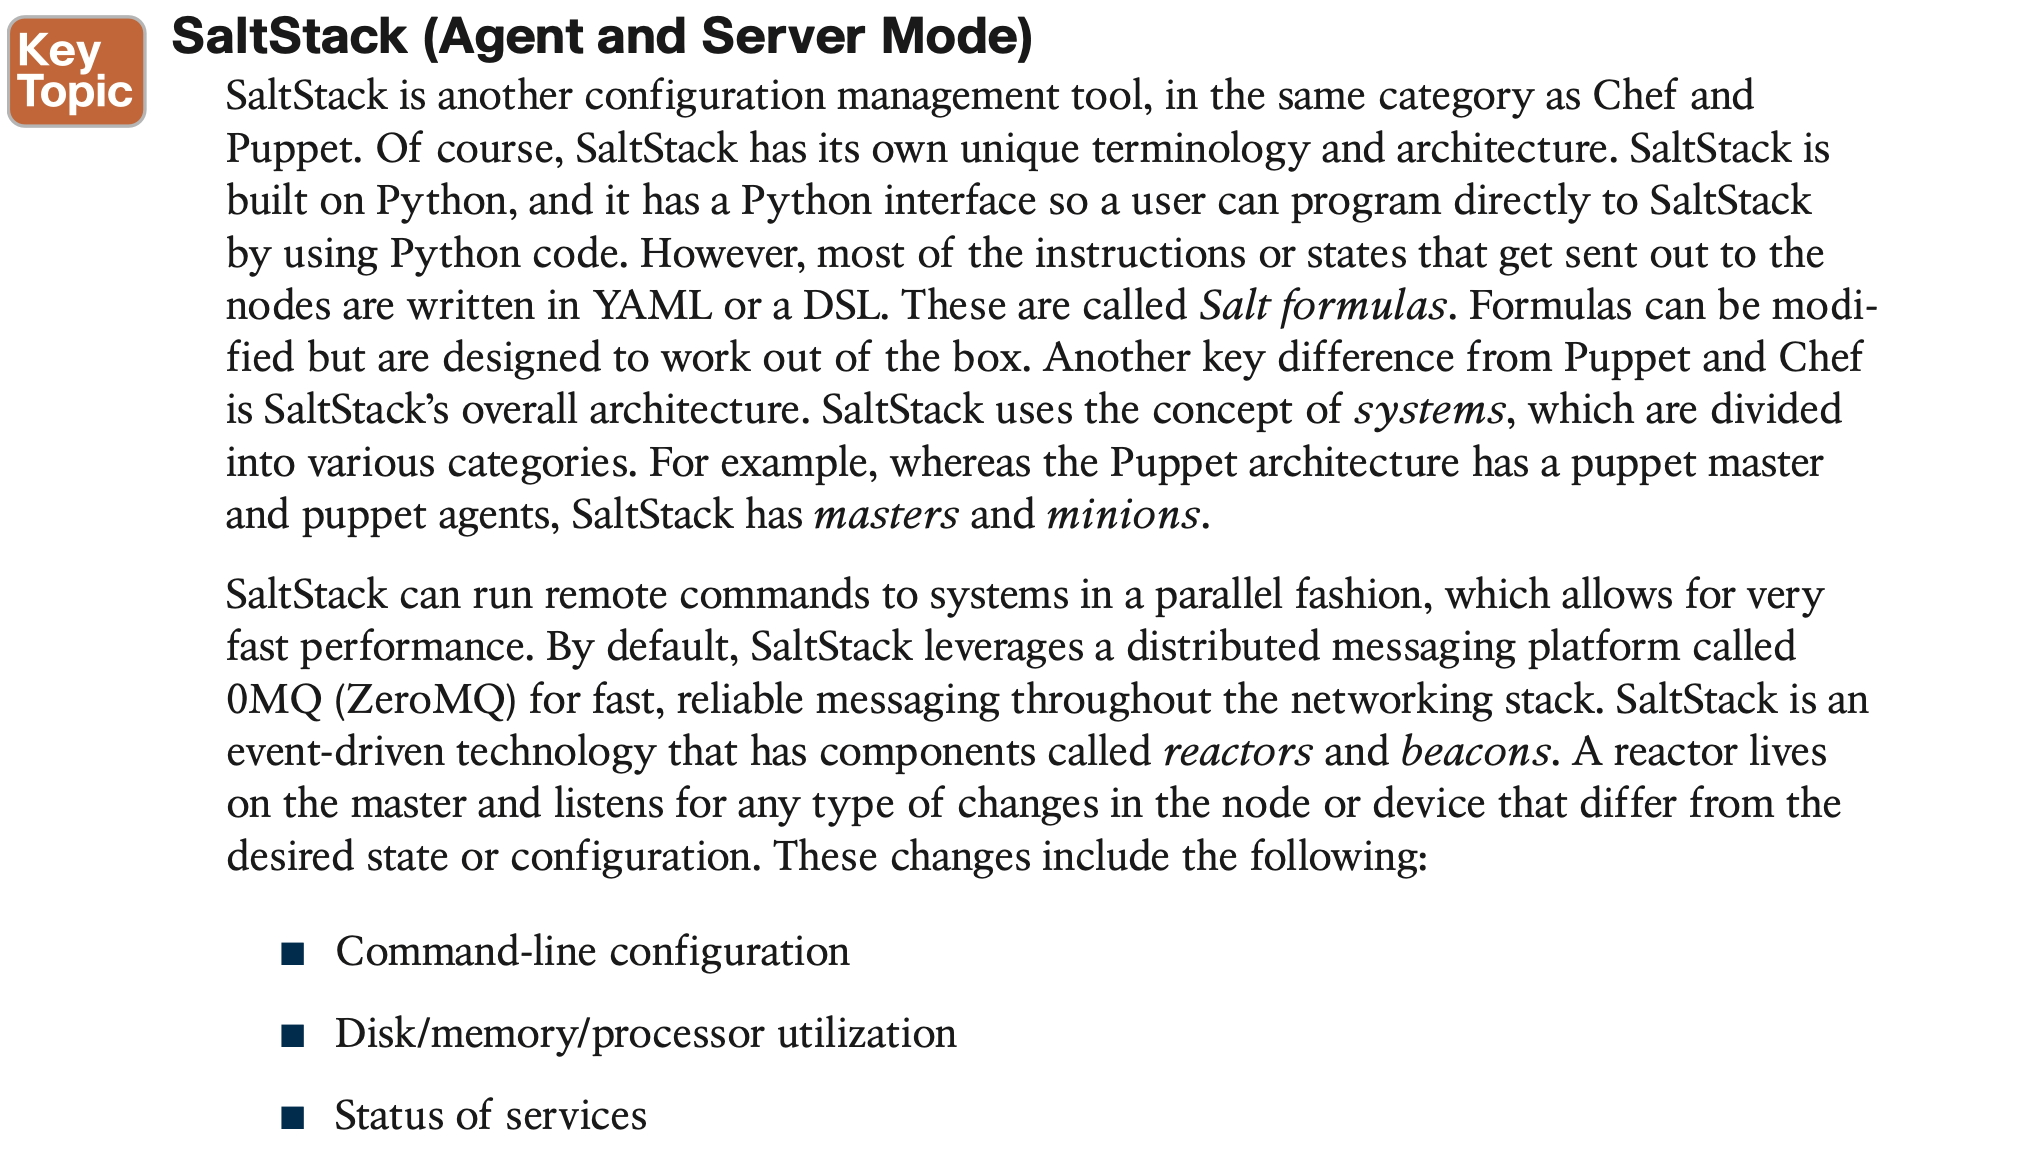 Key
Topic
SaltStack (Agent and Server Mode)
SaltStack is another configuration management tool, in the same category as Chef and
Puppet. Of course, SaltStack has its own unique terminology and architecture. SaltStack is
built on Python, and it has a Python interface so a user can program directly to SaltStack
by using Python code. However, most of the instructions or states that get sent out to the
nodes are written in YAML or a DSL. These are called Salt formulas. Formulas can be modi-
fied but are designed to work out of the box. Another key difference from Puppet and Chef
is SaltStack’s overall architecture. SaltStack uses the concept of systems, which are divided
into various categories. For example, whereas the Puppet architecture has a puppet master
and puppet agents, SaltStack has masters and minions.
SaltStack can run remote commands to systems in a parallel fashion, which allows for very
fast performance. By default, SaltStack leverages a distributed messaging platform called
0MQ (ZeroMQ) for fast, reliable messaging throughout the networking stack. SaltStack is an
event-driven technology that has components called reactors and beacons. A reactor lives
on the master and listens for any type of changes in the node or device that differ from the
desired state or configuration. These changes include the following:
■ Command-line configuration
■ Disk/memory/processor utilization
■ Status of services